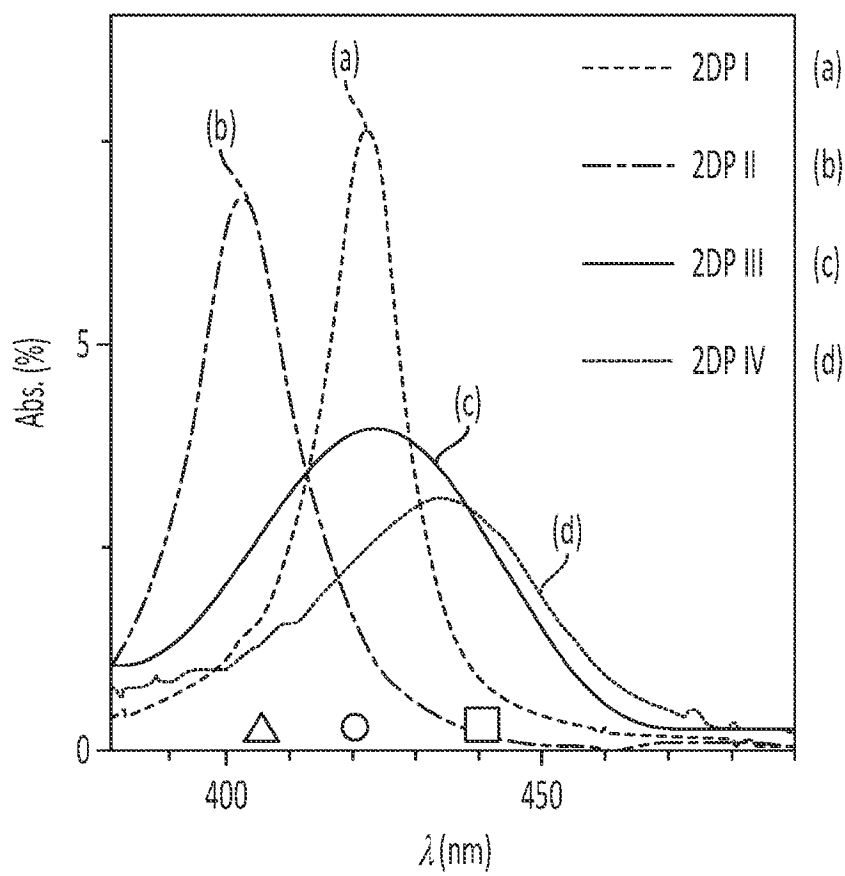 (a)
(b)
2DP I (a)
2DP II (b)
2DP III (c)
2DP IV (d)
5
Abs. (%)
(c)
(d)
0
400 450
λ (nm)